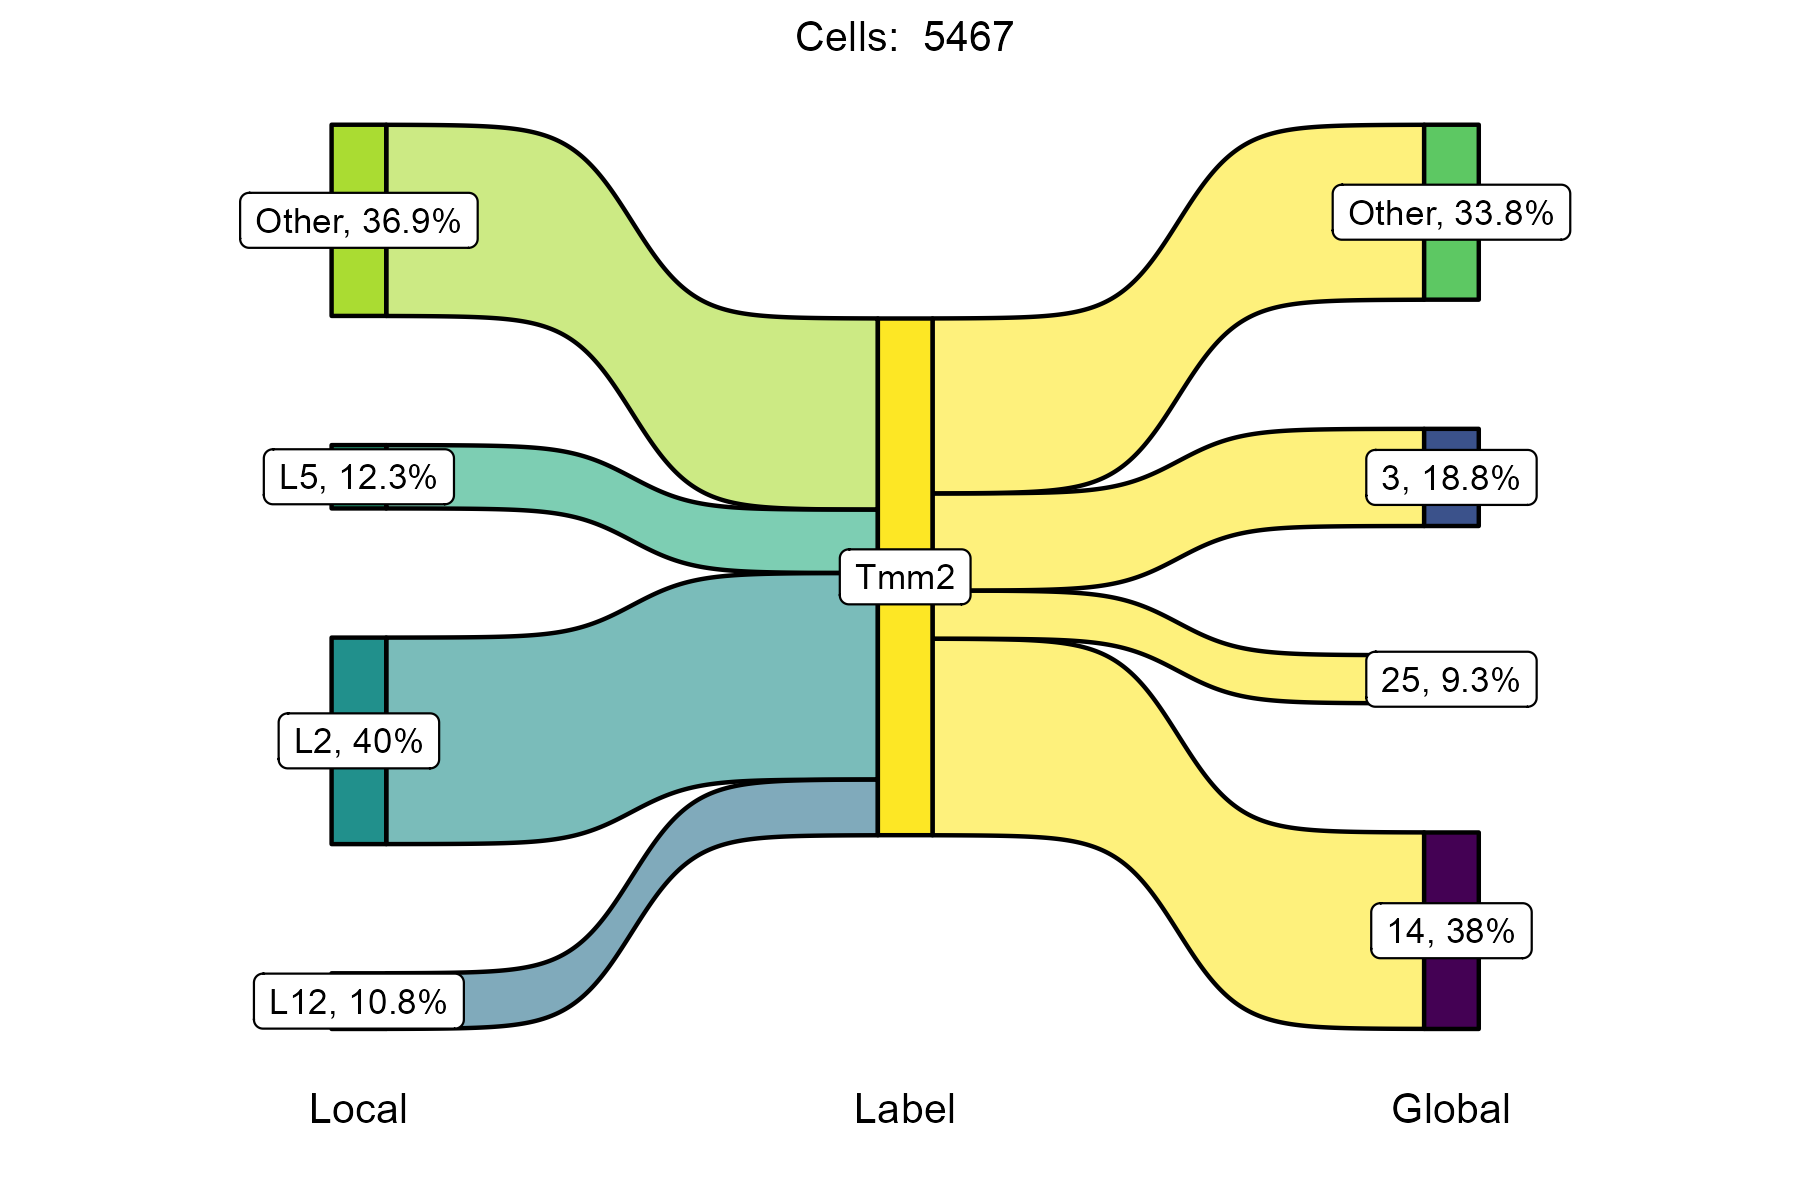 Cells:  5467
Other, 36.9%
Other, 33.8%
L5, 12.3%
3, 18.8%
Tmm2
25, 9.3%
L2, 40%
14, 38%
L12, 10.8%
Local
Label
Global